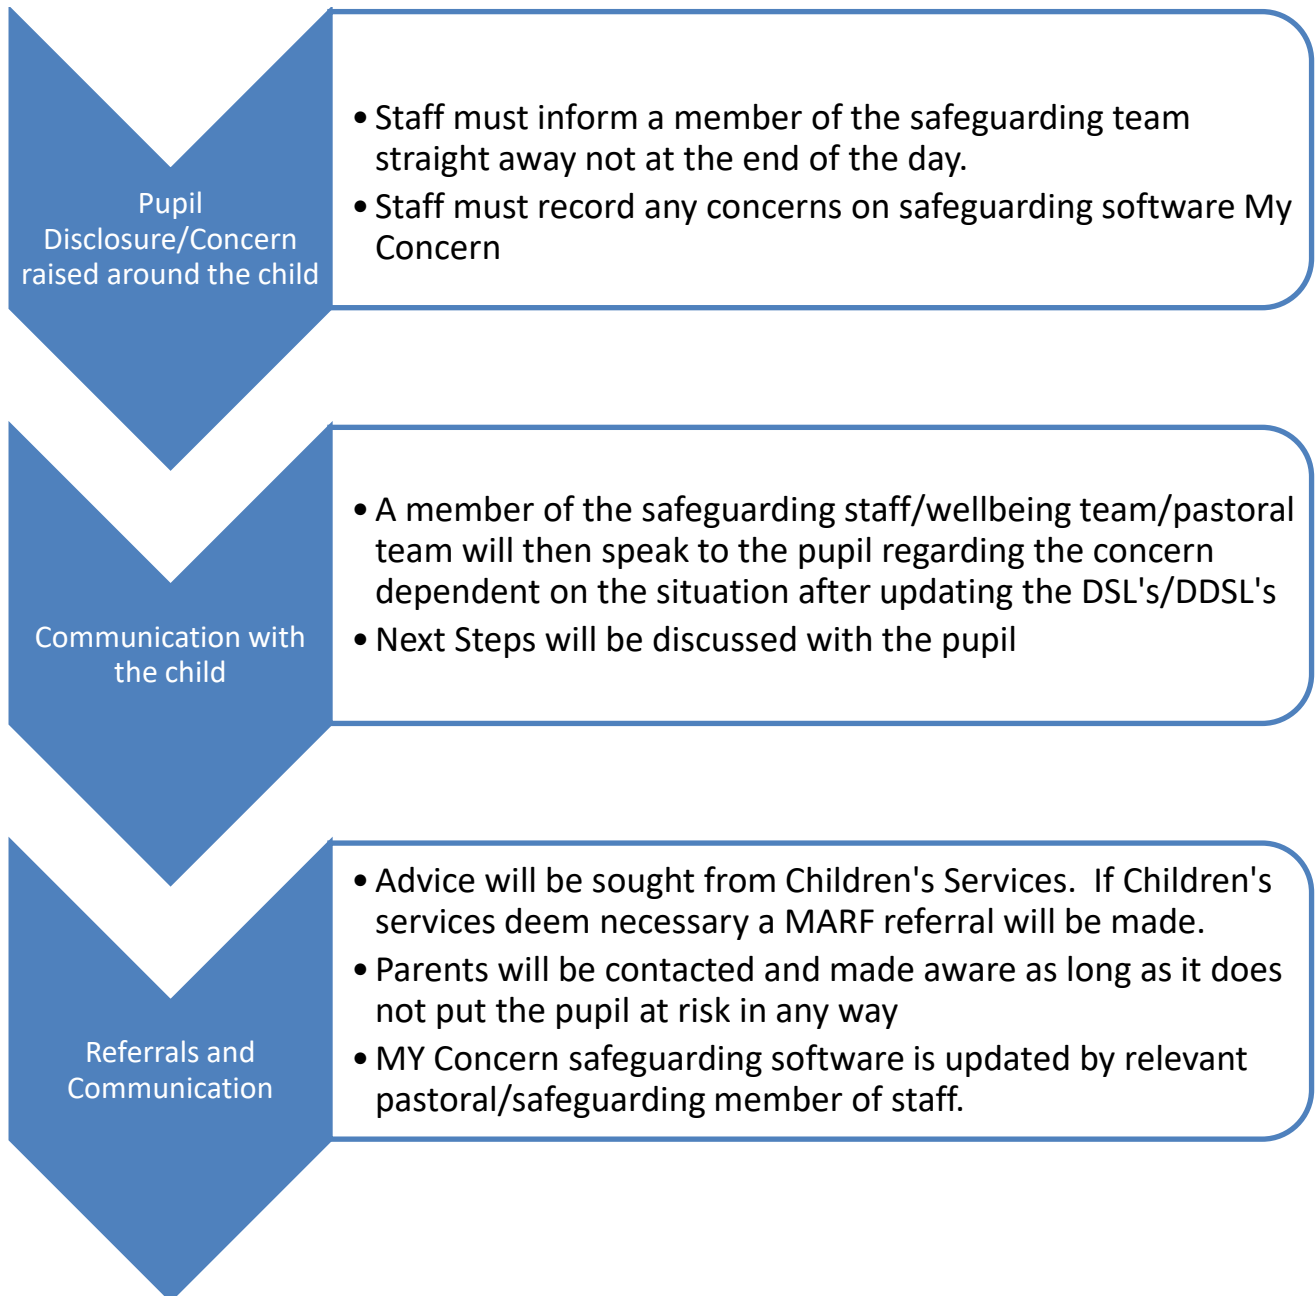 Pupil
Disclosure/Concern
raised around the child
• Staff must inform a member of the safeguarding team
straight away not at the end of the day.
• Staff must record any concerns on safeguarding software My
Concern
Communication with
the child
• A member of the safeguarding staff/wellbeing team/pastoral
team will then speak to the pupil regarding the concern
dependent on the situation after updating the DSL's/DDSL's
• Next Steps will be discussed with the pupil
Referrals and
Communication
• Advice will be sought from Children's Services.  If Children's
services deem necessary a MARF referral will be made.
• Parents will be contacted and made aware as long as it does
not put the pupil at risk in any way
• MY Concern safeguarding software is updated by relevant
pastoral/safeguarding member of staff.